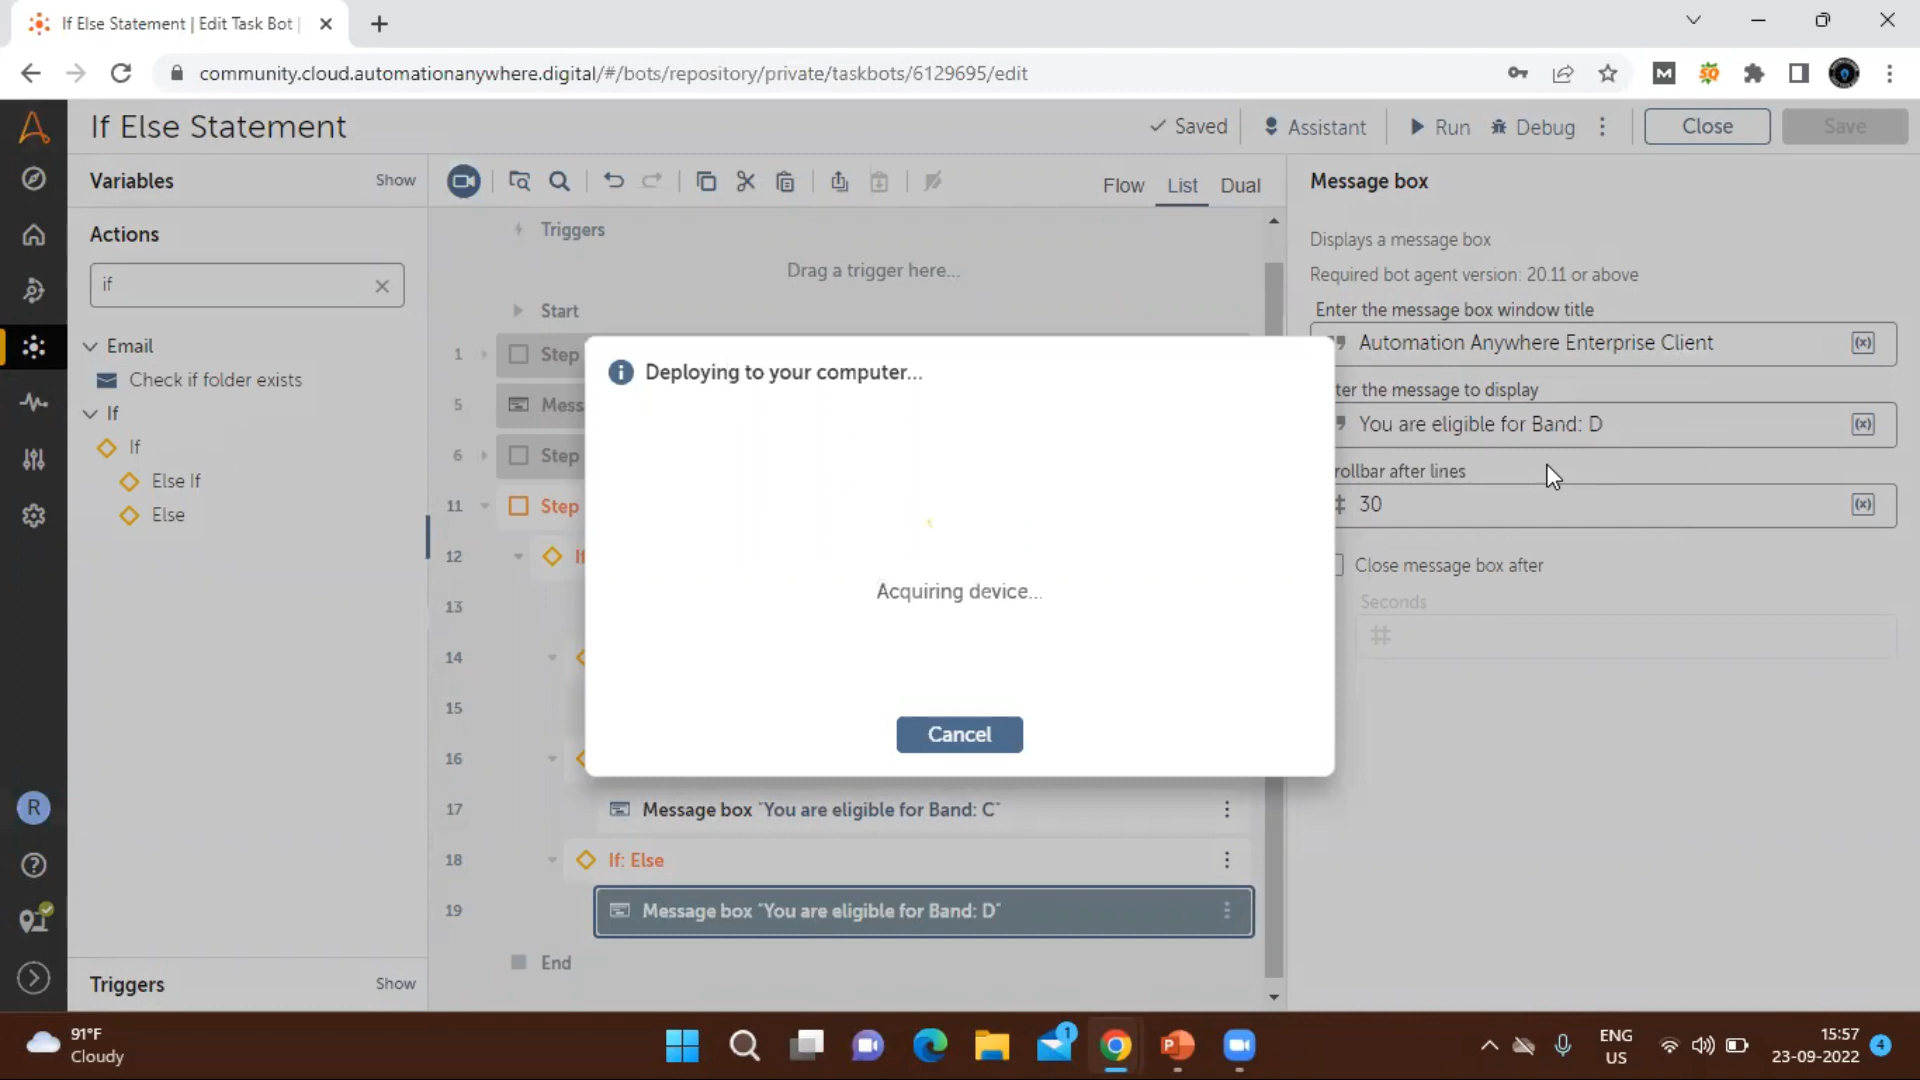 If Else Statement | Edit Task Bot |
community.cloud.automationanywhere.digital/#/bots/repository/private/taskbots/6129695/edit
If Else Statement
Saved
Assistant
Run
Debug
Close
Save
Variables
Show
Flow
List
Dual
Message box
Actions
if
Triggers
Drag a trigger here...
Start
Displays a message box
Required bot agent version: 20.11 or above
Enter the message box window title
Automation Anywhere Enterprise Client
ter the message to display
You are eligible for Band: D
rollbar after lines
30
Close message box after
Seconds
Email
Check if folder exists
If
If
Else If
Else
1
Step
5
Mess
6
Step
11
Step
12
13
14
15
16
17
Message box "You are eligible for Band: C"
18
If: Else
19
Message box "You are eligible for Band: D"
End
Deploying to your computer...
Acquiring device...
Cancel
Triggers
Show
R
91°F
Cloudy
1
ENG
US
15:57
23-09-2022
4